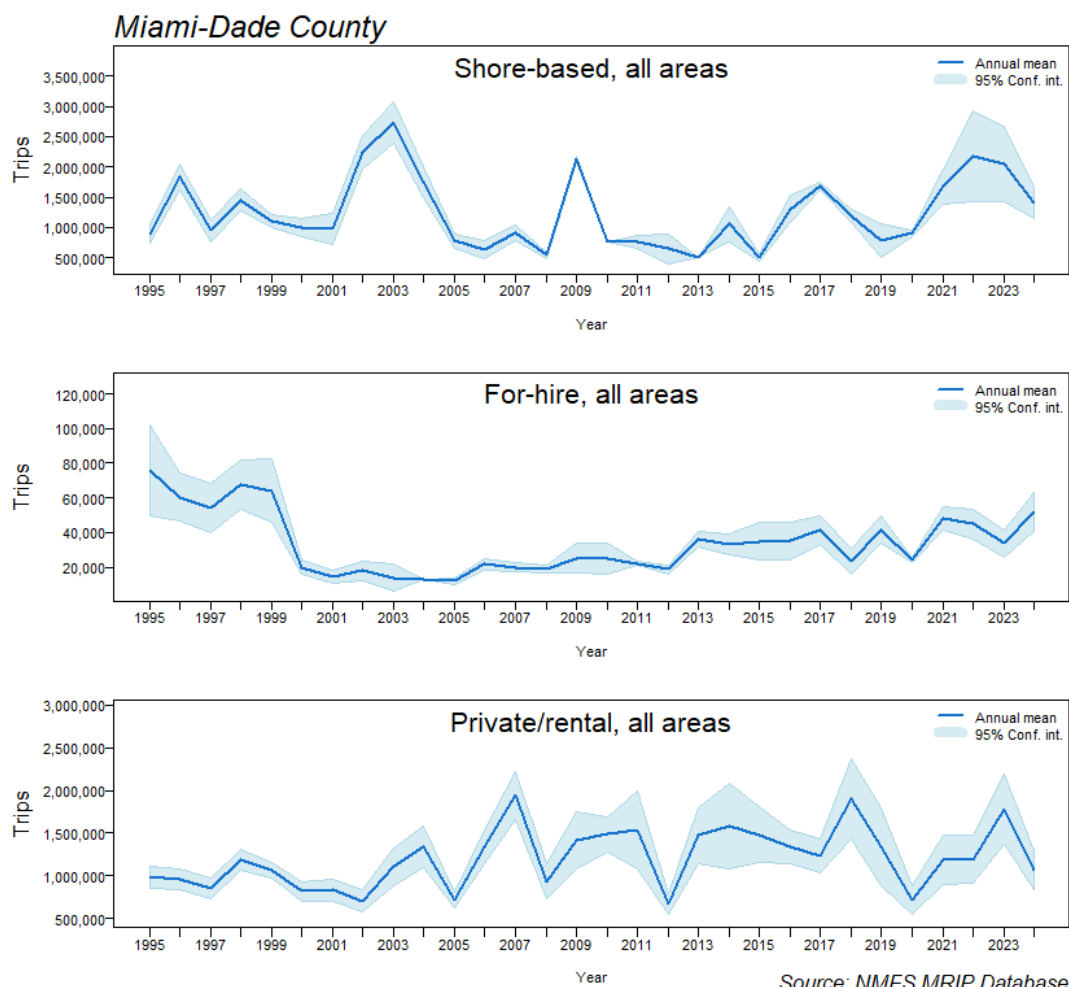 Miami-Dade County
Shore-based, all areas
Annual mean
95% Conf. int.
Trips
3,500,000
3,000,000
2,500,000
2,000,000
1,500,000
1,000,000
500,000
1995 1997 1999 2001 2003 2005 2007 2009 2011 2013 2015 2017 2019 2021 2023
Year
For-hire, all areas
Annual mean
95% Conf. int.
Trips
120,000
100,000
80,000
60,000
40,000
20,000
1995 1997 1999 2001 2003 2005 2007 2009 2011 2013 2015 2017 2019 2021 2023
Year
Private/rental, all areas
Annual mean
95% Conf. int.
Trips
3,000,000
2,500,000
2,000,000
1,500,000
1,000,000
500,000
1995 1997 1999 2001 2003 2005 2007 2009 2011 2013 2015 2017 2019 2021 2023
Year
Source: NMFS MRIP Database